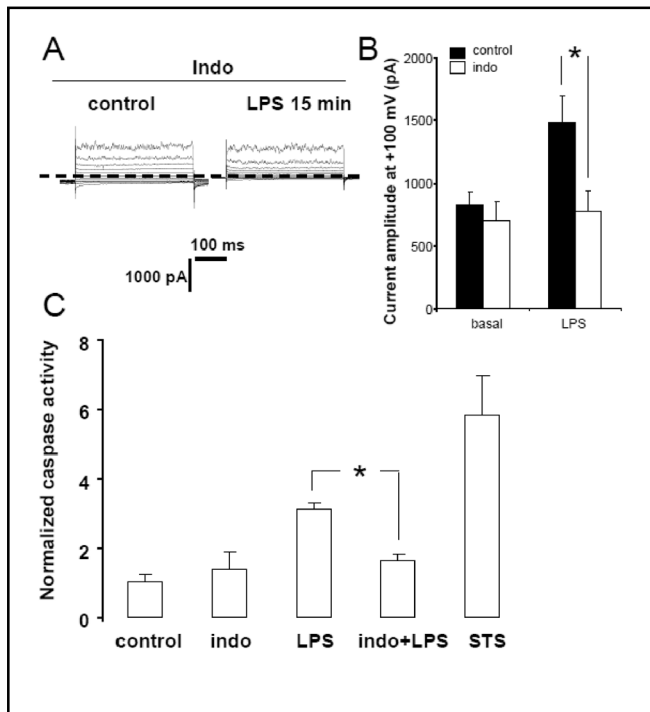 A
Indo
control LPS 15 min
100 ms
1000 pA
B
Current amplitude at +100 mV (pA)
2000
1500
1000
500
0
control
indo
*
basal LPS
C
Normalized caspase activity
8
6
4
2
0
*
control indo LPS indo+LPS STS